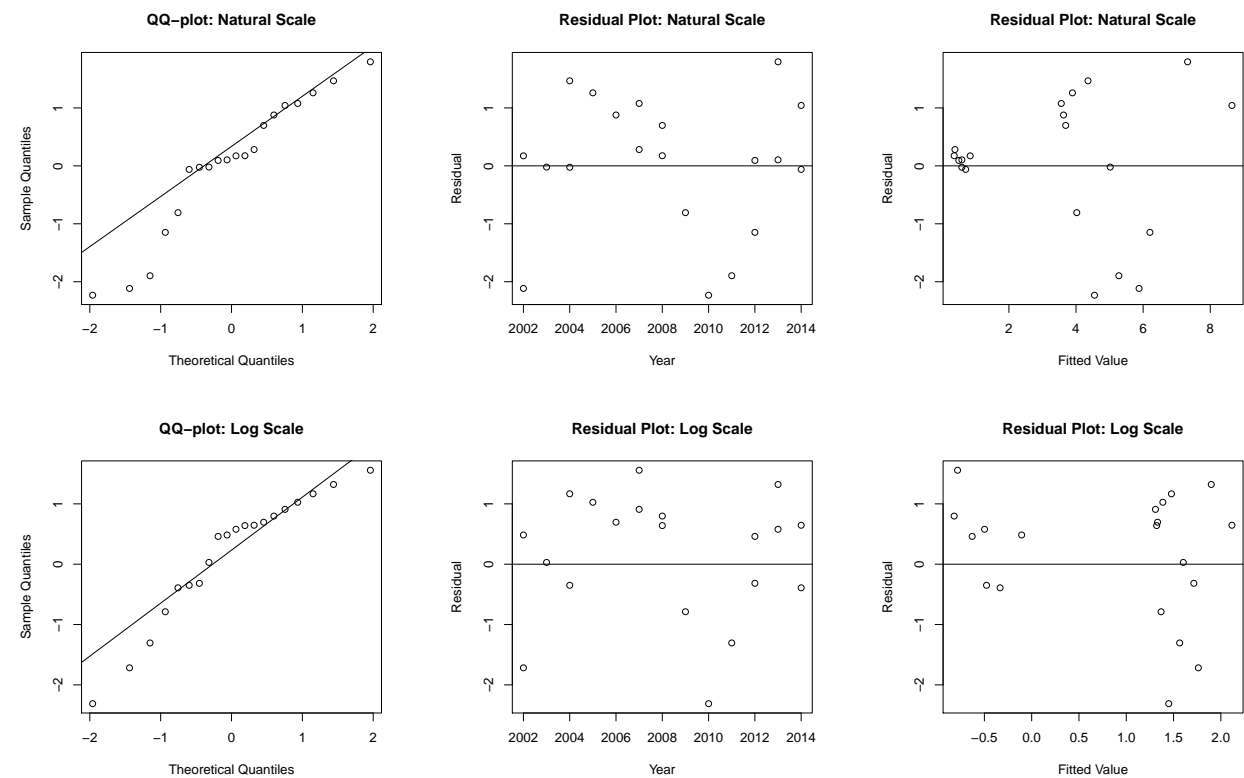 QQ−plot: Natural Scale
Sample Quantiles
1
0
−1
−2
−2 −1 0 1 2
Theoretical Quantiles
Residual Plot: Natural Scale
Residual
1
0
−1
−2
2002 2004 2006 2008 2010 2012 2014
Year
Residual Plot: Natural Scale
Residual
1
0
−1
−2
2 4 6 8
Fitted Value
QQ−plot: Log Scale
Sample Quantiles
1
0
−1
−2
−2 −1 0 1 2
Theoretical Quantiles
Residual Plot: Log Scale
Residual
1
0
−1
−2
2002 2004 2006 2008 2010 2012 2014
Year
Residual Plot: Log Scale
Residual
1
0
−1
−2
−0.5 0.0 0.5 1.0 1.5 2.0
Fitted Value